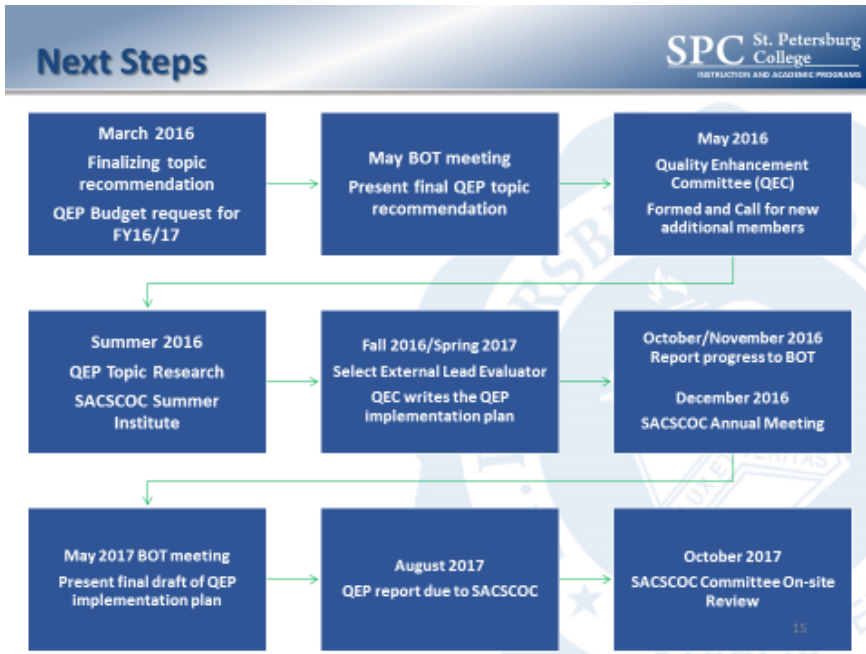 Next Steps
SPC St. Petersburg
College
INSTRUCTION AND ACADEMIC PROGRAMS
March 2016
Finalizing topic
recommendation
QEP Budget request for
FY16/17
May BOT meeting
Present final QEP topic
recommendation
May 2016
Quality Enhancement
Committee (QEC)
Formed and Call for new
additional members
Summer 2016
QEP Topic Research
SACSCOC Summer
Institute
Fall 2016/Spring 2017
Select External Lead Evaluator
QEC writes the QEP
implementation plan
October/November 2016
Report progress to BOT
December 2016
SACSCOC Annual Meeting
May 2017 BOT meeting
Present final draft of QEP
implementation plan
August 2017
QEP report due to SACSCOC
October 2017
SACSCOC Committee On-site
Review
15